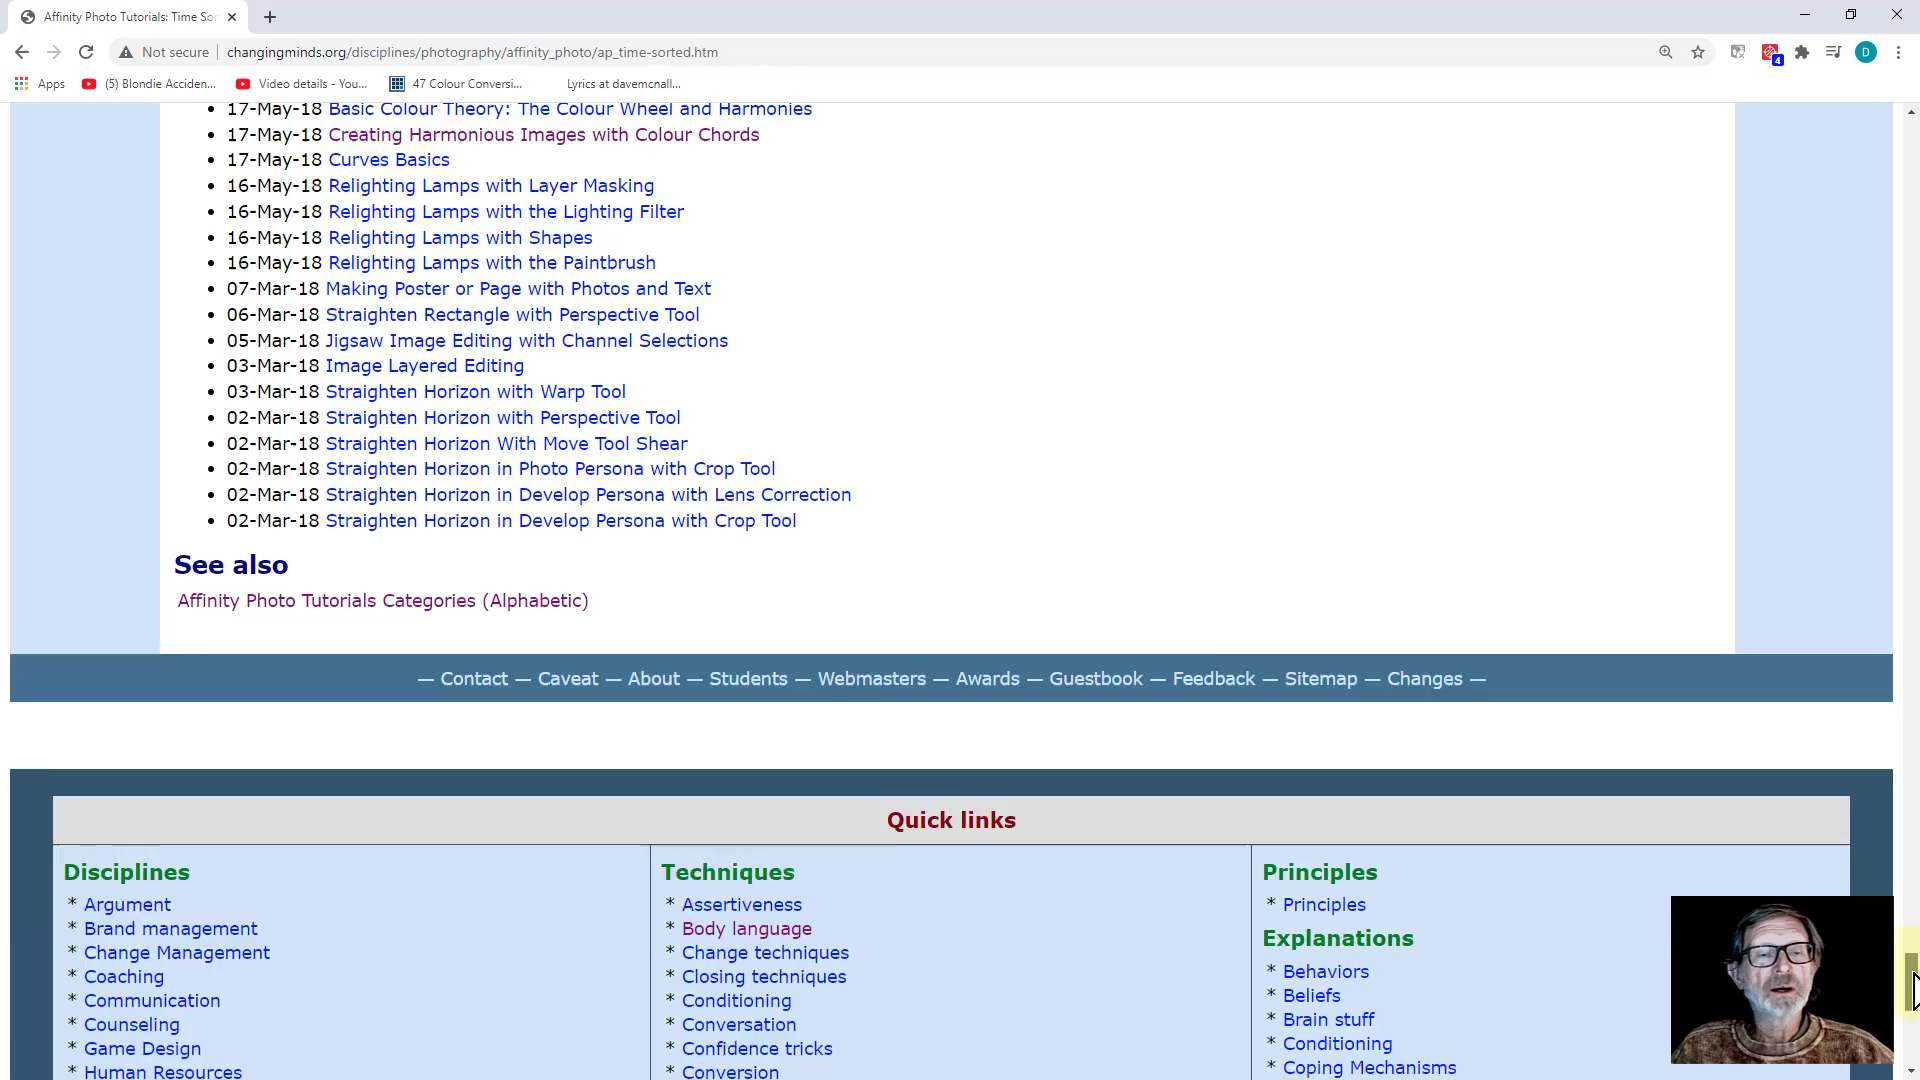 Affinity Photo Tutorials: Time Sor
Not secure
changingminds.org/disciplines/photography/affinity_photo/ap_time-sorted.htm
4
D
Apps
(5) Blondie Acciden...
Video details - You...
47 Colour Conversi...
Lyrics at davemcnall...
• 17-May-18 Basic Colour Theory: The Colour Wheel and Harmonies
• 17-May-18 Creating Harmonious Images with Colour Chords
• 17-May-18 Curves Basics
• 16-May-18 Relighting Lamps with Layer Masking
• 16-May-18 Relighting Lamps with the Lighting Filter
• 16-May-18 Relighting Lamps with Shapes
• 16-May-18 Relighting Lamps with the Paintbrush
• 07-Mar-18 Making Poster or Page with Photos and Text
• 06-Mar-18 Straighten Rectangle with Perspective Tool
• 05-Mar-18 Jigsaw Image Editing with Channel Selections
• 03-Mar-18 Image Layered Editing
• 03-Mar-18 Straighten Horizon with Warp Tool
• 02-Mar-18 Straighten Horizon with Perspective Tool
• 02-Mar-18 Straighten Horizon With Move Tool Shear
• 02-Mar-18 Straighten Horizon in Photo Persona with Crop Tool
• 02-Mar-18 Straighten Horizon in Develop Persona with Lens Correction
• 02-Mar-18 Straighten Horizon in Develop Persona with Crop Tool
See also
Affinity Photo Tutorials Categories (Alphabetic)
— Contact — Caveat — About — Students — Webmasters — Awards — Guestbook — Feedback — Sitemap — Changes —
Quick links
Disciplines
* Argument
* Brand management
* Change Management
* Coaching
* Communication
* Counseling
* Game Design
* Human Resources
Techniques
* Assertiveness
* Body language
* Change techniques
* Closing techniques
* Conditioning
* Conversation
* Confidence tricks
* Conversion
Principles
* Principles
Explanations
* Behaviors
* Beliefs
* Brain stuff
* Conditioning
* Coping Mechanisms